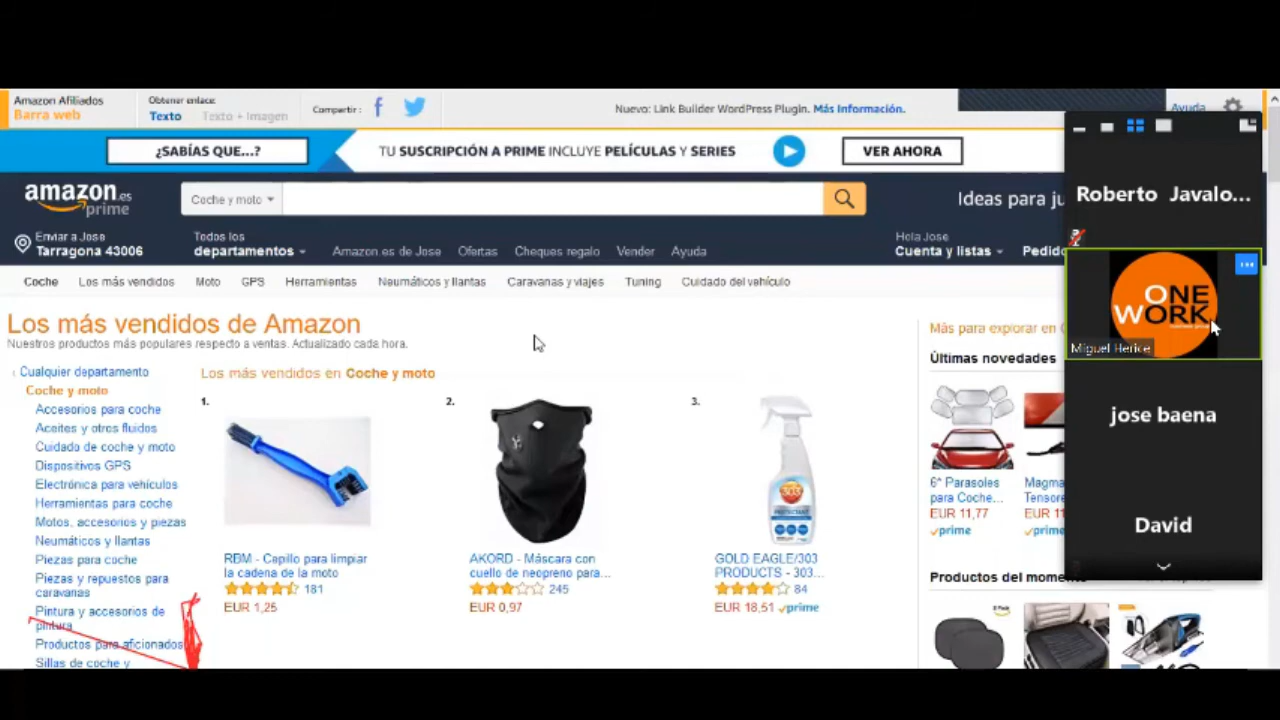 Amazon Afiliados
Barra web
Obtener enlace:
Texto
Texto + Imagen
Compartir :
Nuevo: Link Builder WordPress Plugin. Más Información.
Ayuda
¿SABÍAS QUE...?
TU SUSCRIPCIÓN A PRIME INCLUYE PELÍCULAS Y SERIES
VER AHORA
amazon.es
prime
Coche y moto
Ideas para ju
Enviar a Jose
Tarragona 43006
Todos los
departamentos
Amazon.es de Jose
Ofertas
Cheques regalo
Vender
Ayuda
Hola Jose
Cuenta y listas
Pedido
Coche
Los más vendidos
Moto
GPS
Herramientas
Neumáticos y llantas
Caravanas y viajes
Tuning
Cuidado del vehículo
Los más vendidos de Amazon
Nuestros productos más populares respecto a ventas. Actualizado cada hora.
‹ Cualquier departamento
Coche y moto
Accesorios para coche
Aceites y otros fluidos
Cuidado de coche y moto
Dispositivos GPS
Electrónica para vehículos
Herramientas para coche
Motos, accesorios y piezas
Neumáticos y llantas
Piezas para coche
Piezas y repuestos para
caravanas
Pintura y accesorios de
pintura
Productos para aficionados
Sillas de coche y
Los más vendidos en Coche y moto
1.
RBM - Cepillo para limpiar
la cadena de la moto
181
EUR 1,25
2.
AKORD - Máscara con
cuello de neopreno para...
245
EUR 0,97
3.
303
GOLD EAGLE/303
PRODUCTS - 303...
84
EUR 18,51 prime
Más para explorar en C
Últimas novedades
6* Parasoles
para Coche...
EUR 11,77
prime
Magma
Tensore
EUR 11
prime
Productos del momento
Roberto Javalo...
ONE
WORK
Miguel Herice
jose baena
David